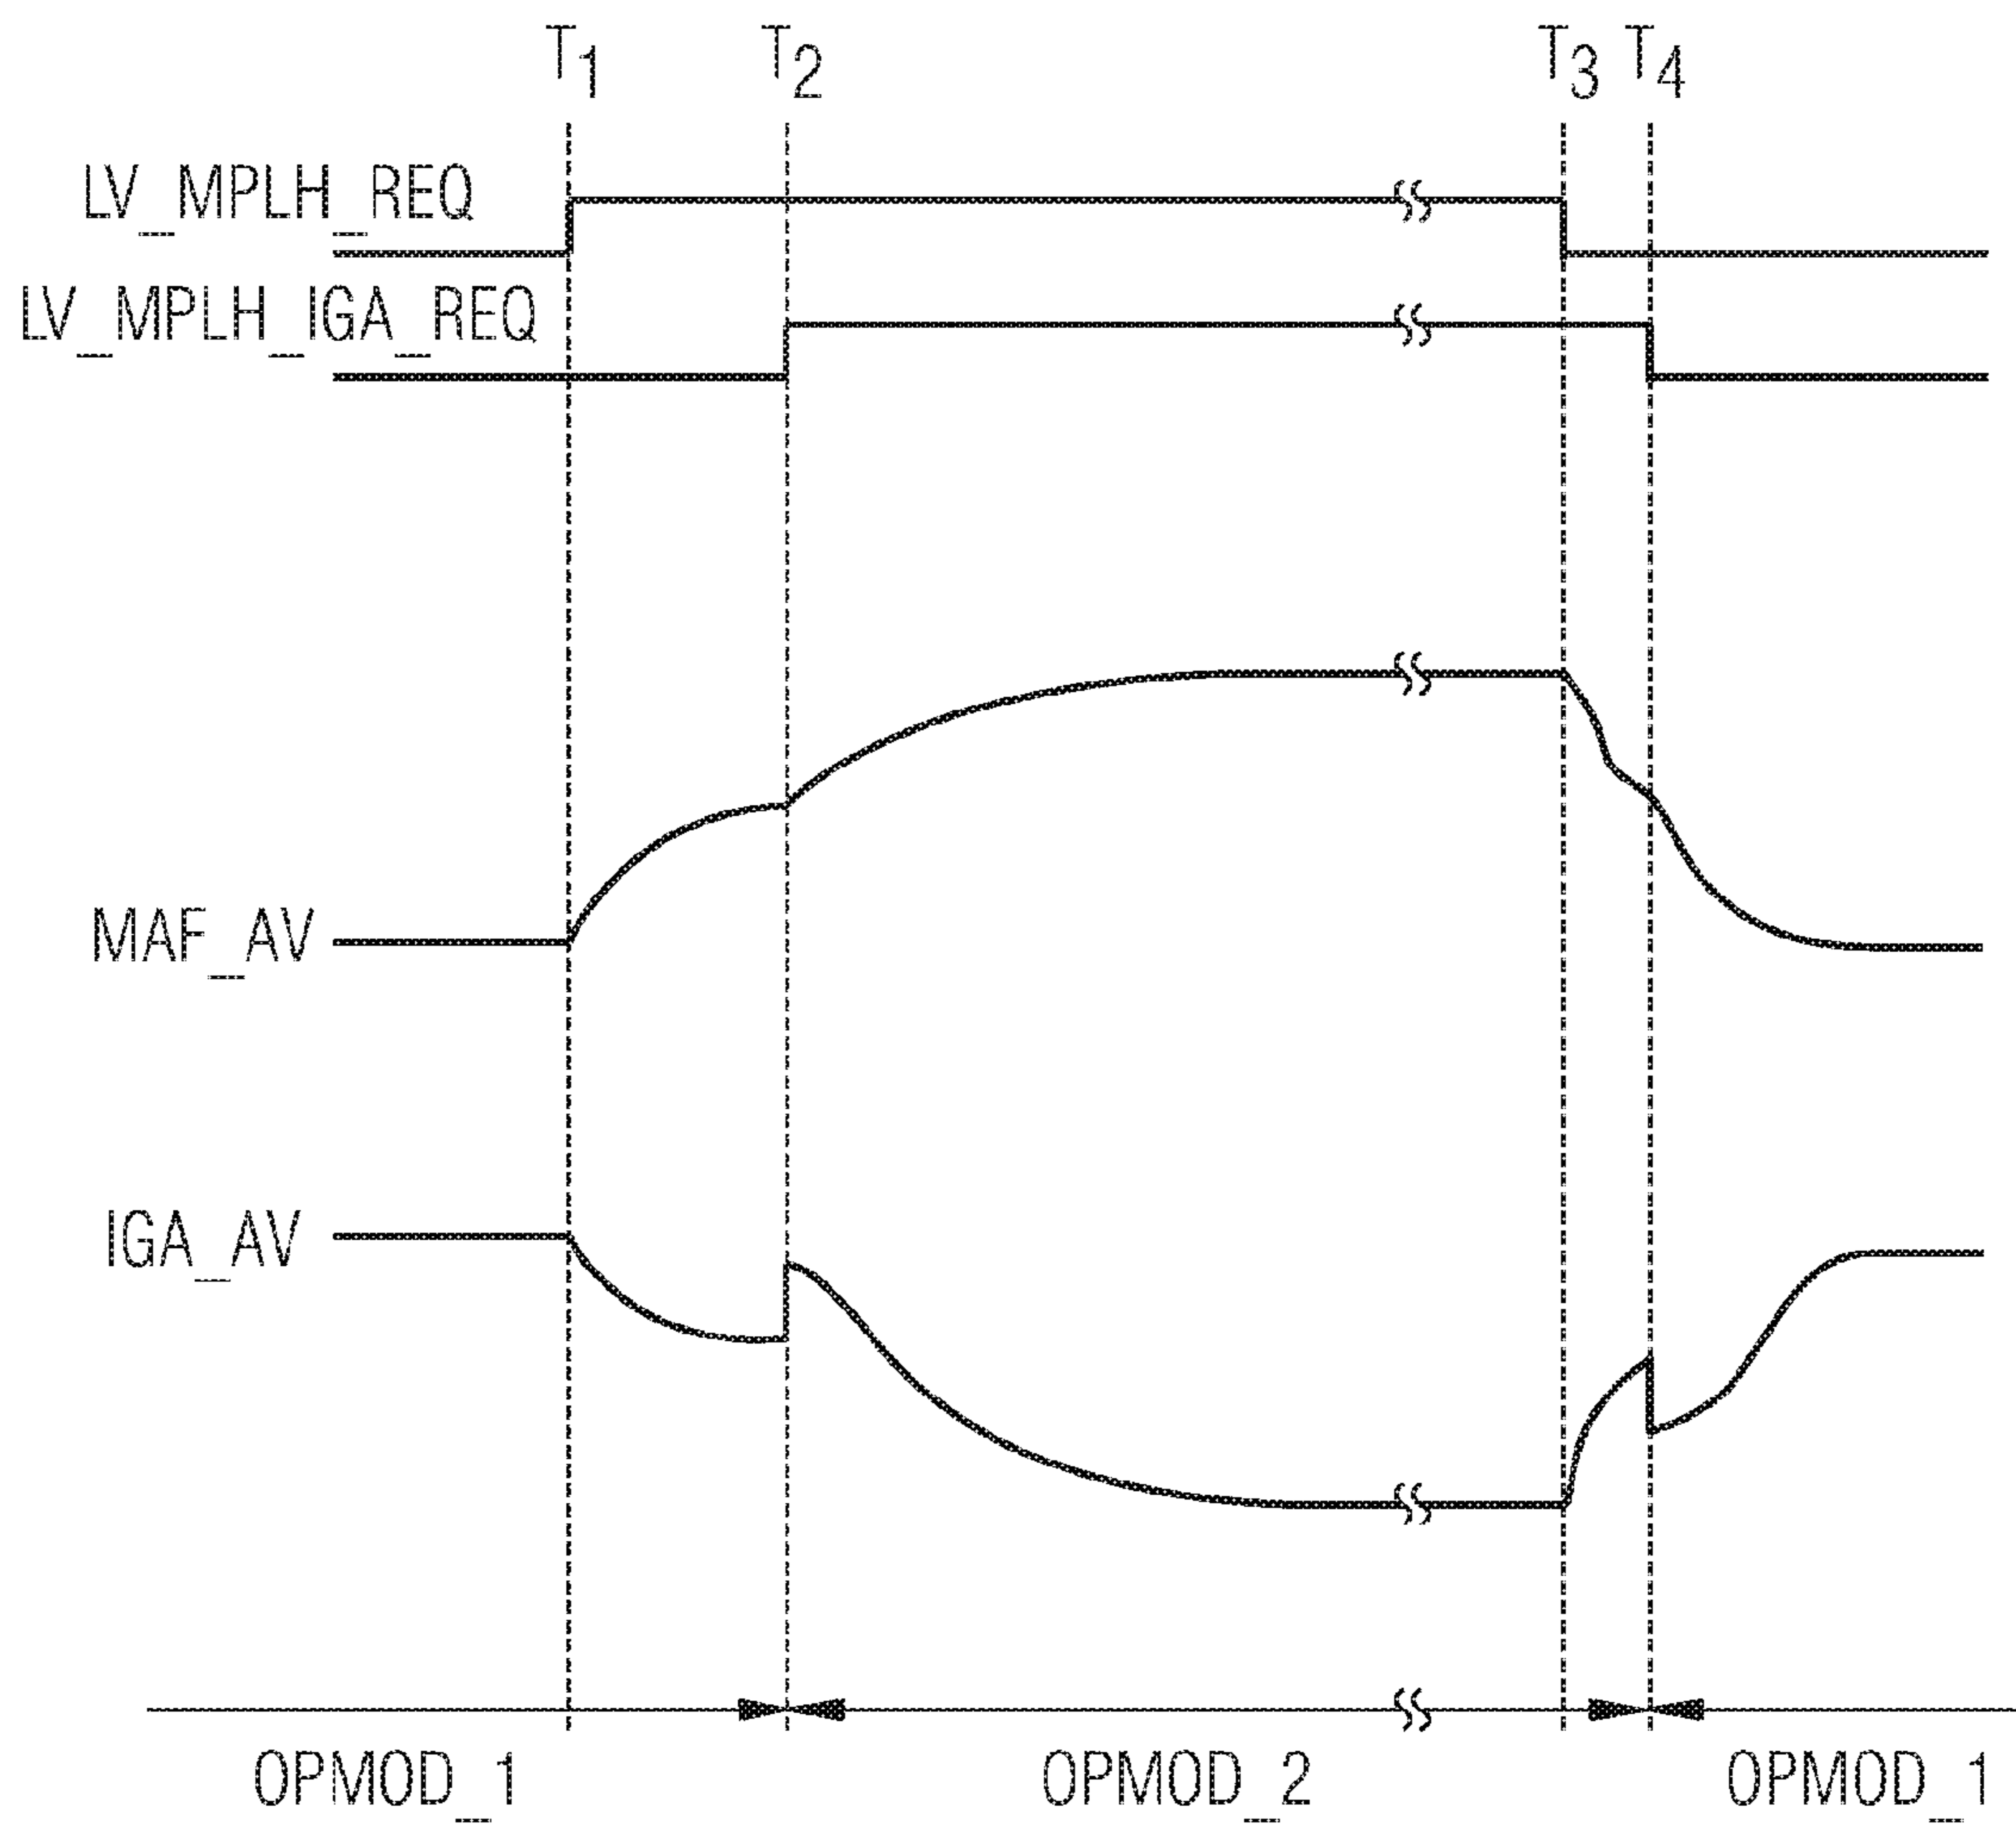 T1 T2 T3 T4
LV_MPLH_REQ
LV_MPLH_IGA_REQ
MAF_AV
IGA_AV
OPMOD_1 OPMOD_2 OPMOD_1